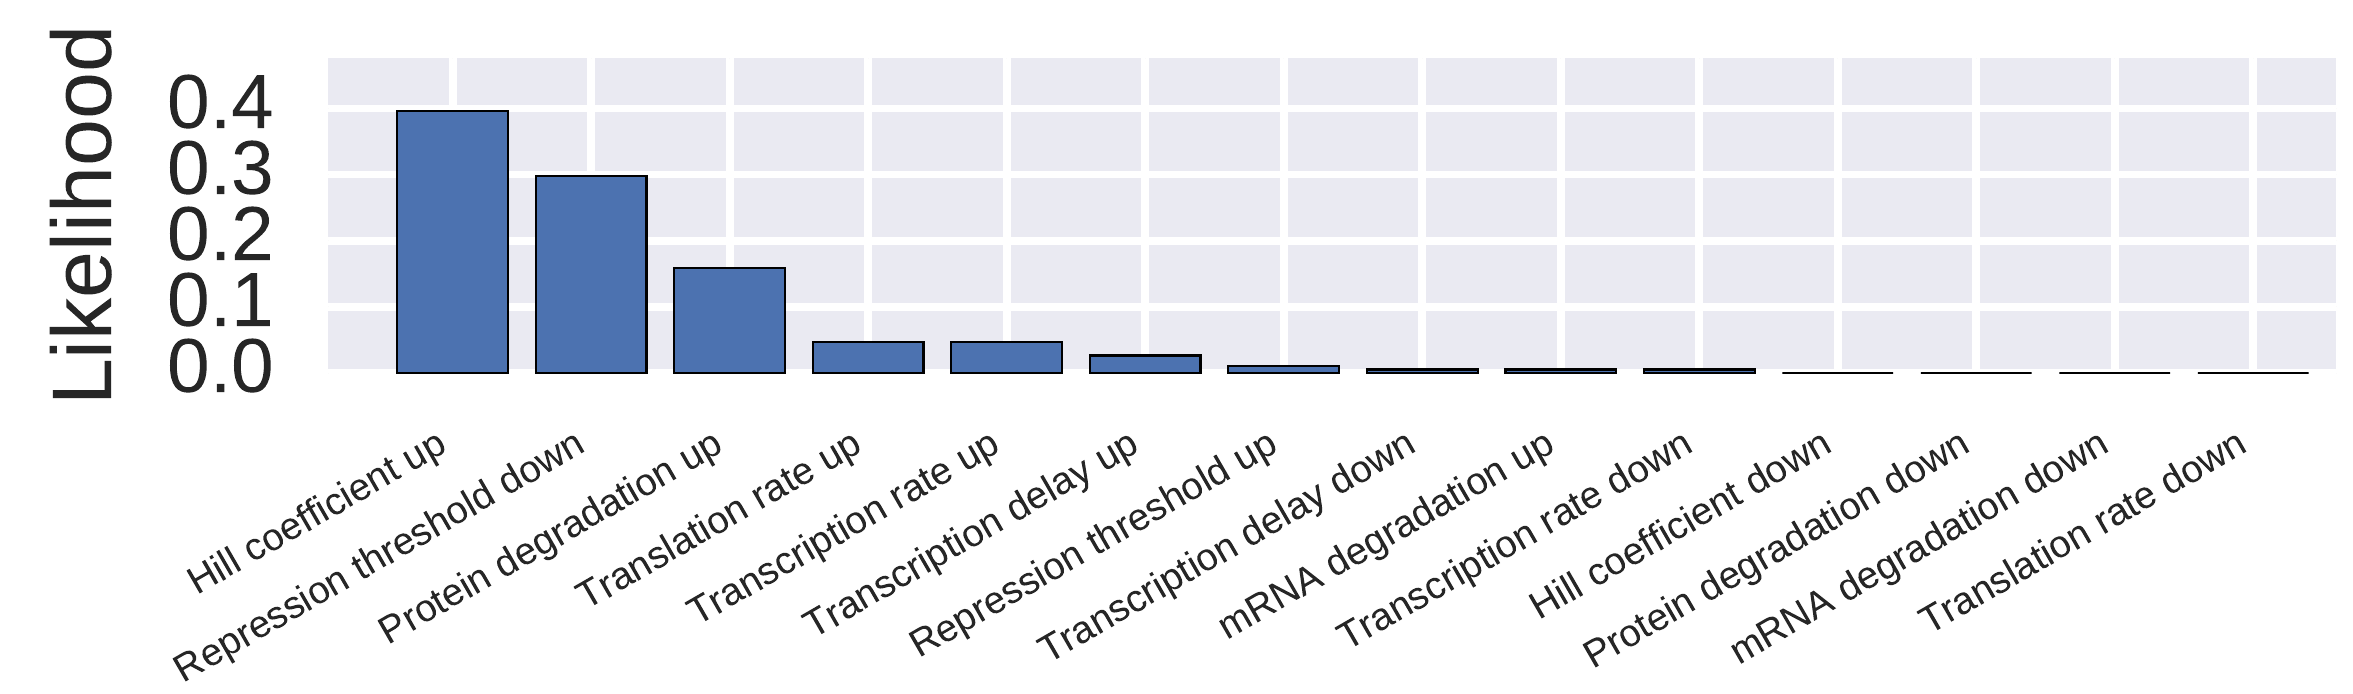 Likelihood
0.4
0.3
0.2
0.1
0.0
Hill coefficient up
Repression threshold down
Protein degradation up
Translation rate up
Transcription rate up
Transcription delay up
Repression threshold up
Transcription delay down
mRNA degradation up
Transcription rate down
Hill coefficient down
Protein degradation down
mRNA degradation down
Translation rate down